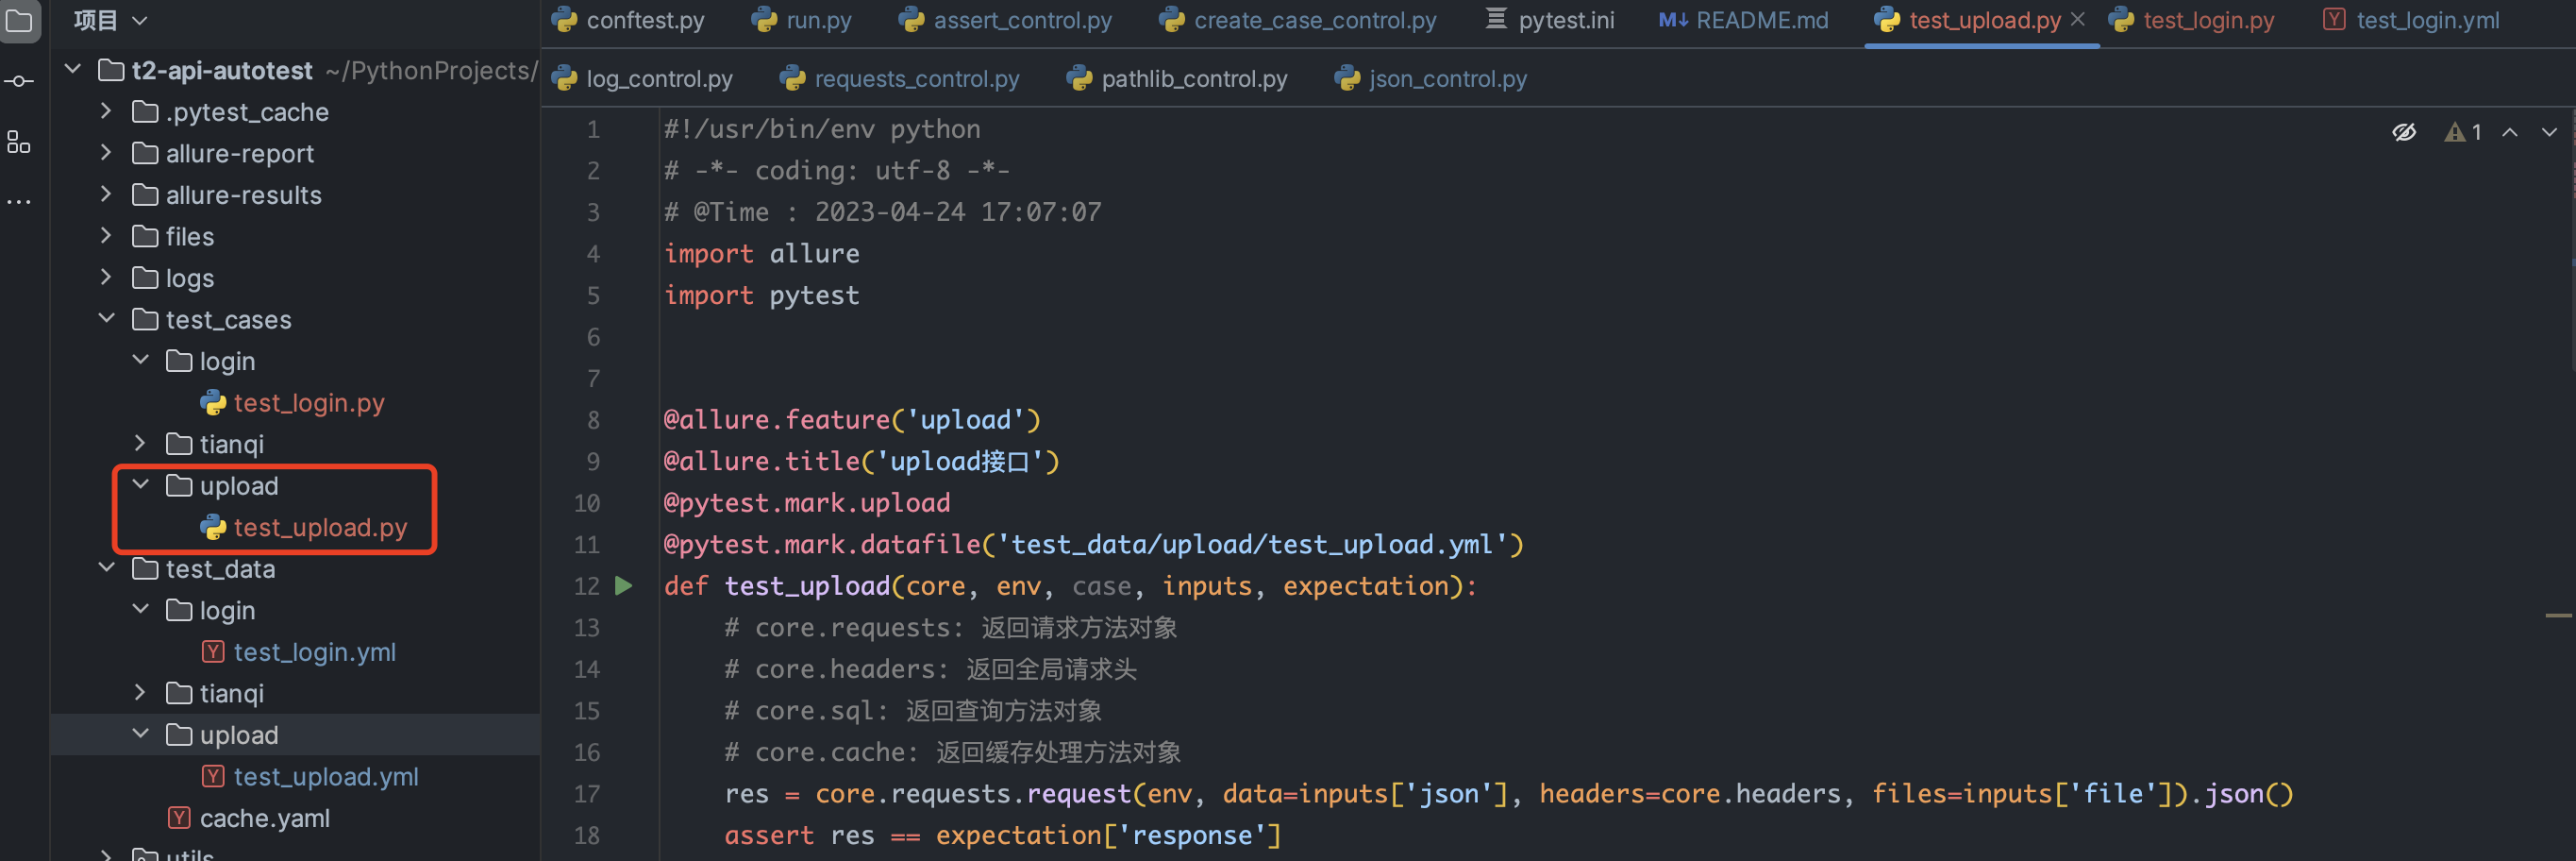 项目
conftest.py run.py assert_control.py create_case_control.py pytest.ini M↓ README.md test_upload.py × test_login.py Y test_login.yml
log_control.py requests_control.py pathlib_control.py json_control.py
t2-api-autotest ~/PythonProjects/
.pytest_cache
allure-report
allure-results
files
logs
test_cases
login
test_login.py
tianqi
upload
test_upload.py
test_data
login
Y test_login.yml
tianqi
upload
Y test_upload.yml
Y cache.yaml
utils
1
1 #!/usr/bin/env python
2 # -*- coding: utf-8 -*-
3 # @Time : 2023-04-24 17:07:07
4 import allure
5 import pytest
6
7
8 @allure.feature('upload')
9 @allure.title('upload接口')
10 @pytest.mark.upload
11 @pytest.mark.datafile('test_data/upload/test_upload.yml')
12 def test_upload(core, env, case, inputs, expectation):
13 # core.requests: 返回请求方法对象
14 # core.headers: 返回全局请求头
15 # core.sql: 返回查询方法对象
16 # core.cache: 返回缓存处理方法对象
17 res = core.requests.request(env, data=inputs['json'], headers=core.headers, files=inputs['file']).json()
18 assert res == expectation['response']